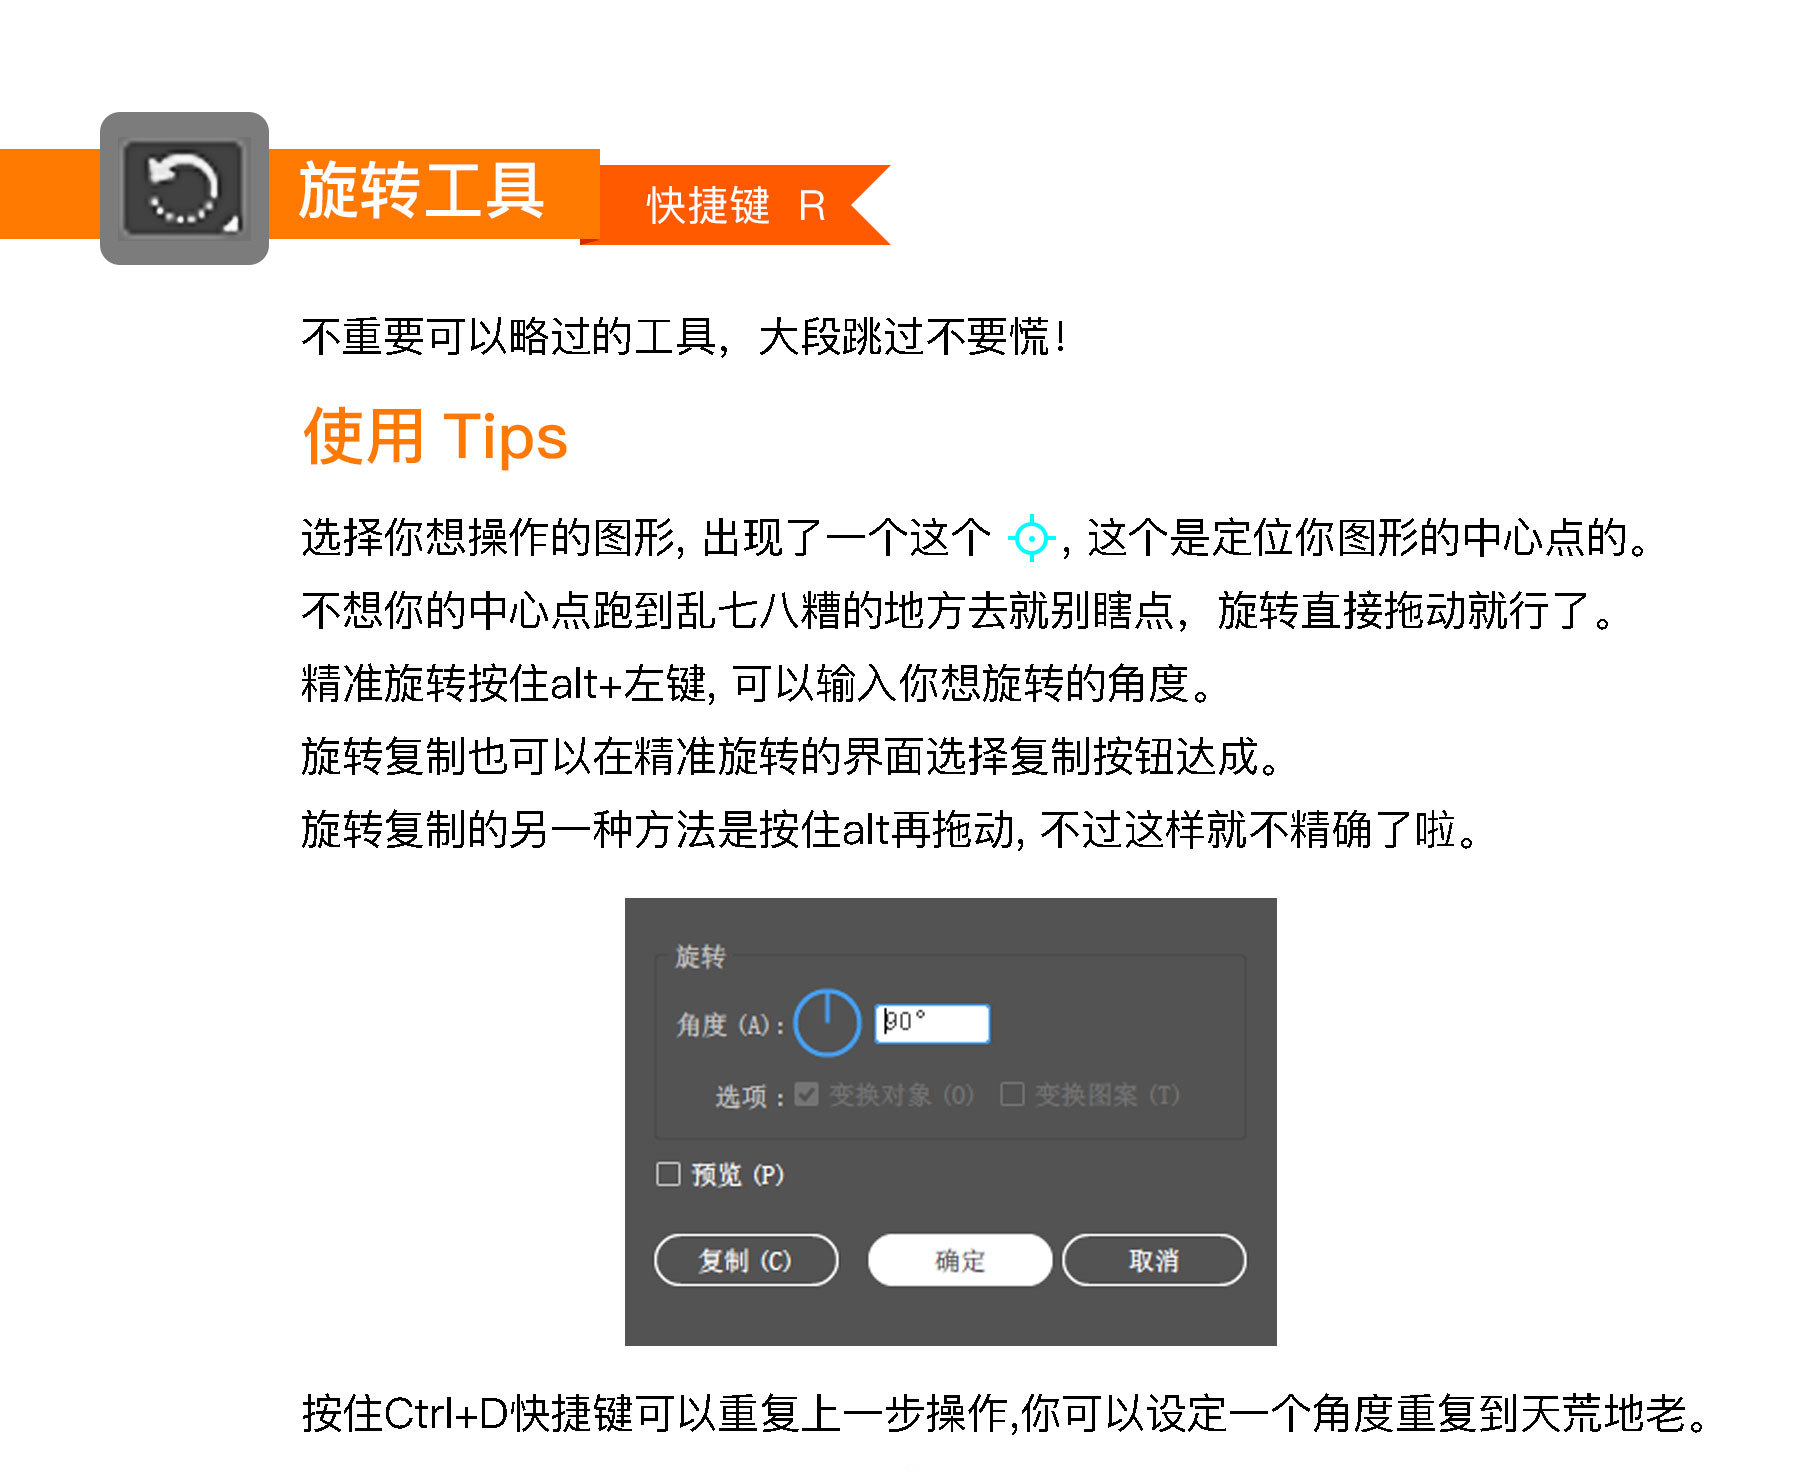 旋转工具
快捷键 R
不重要可以略过的工具，大段跳过不要慌！
使用 Tips
选择你想操作的图形, 出现了一个这个 , 这个是定位你图形的中心点的。
不想你的中心点跑到乱七八糟的地方去就别瞎点，旋转直接拖动就行了。
精准旋转按住alt+左键, 可以输入你想旋转的角度。
旋转复制也可以在精准旋转的界面选择复制按钮达成。
旋转复制的另一种方法是按住alt再拖动, 不过这样就不精确了啦。
旋转
角度 (A)： 90°
选项： 变换对象 (O) 变换图案 (T)
预览 (P)
复制 (C) 确定 取消
按住Ctrl+D快捷键可以重复上一步操作,你可以设定一个角度重复到天荒地老。